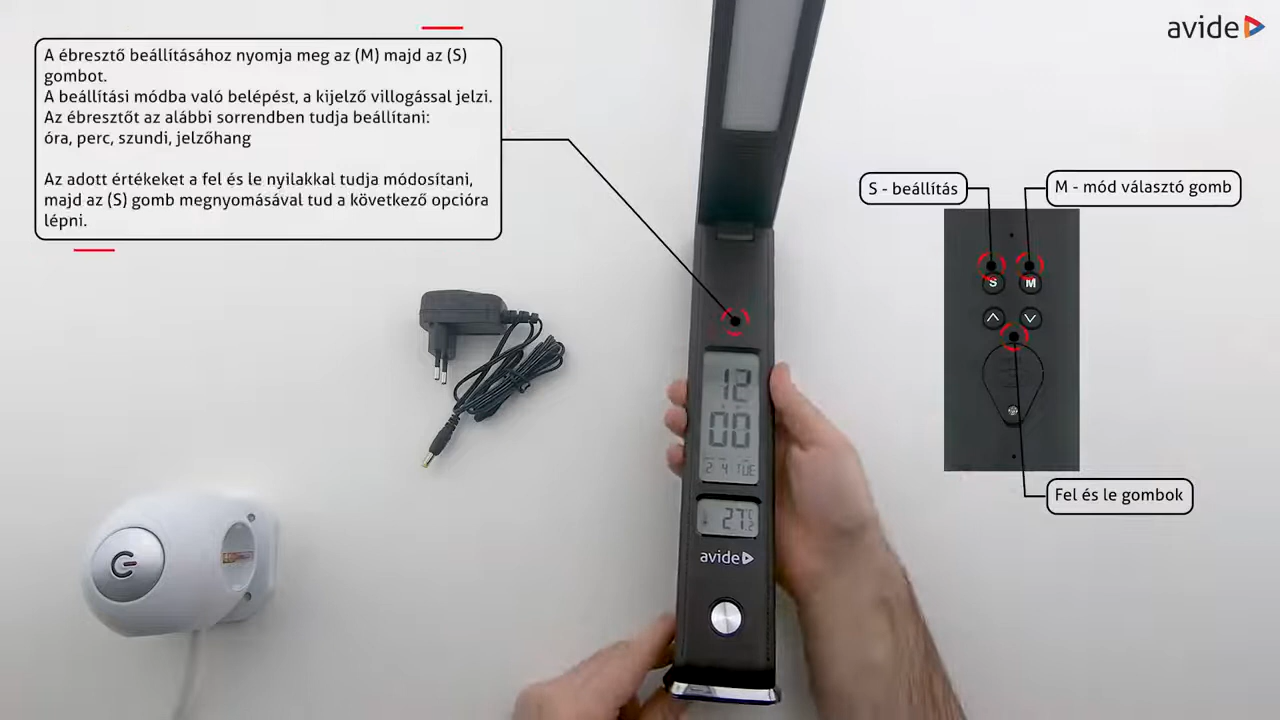 avide
A ébresztő beállításához nyomja meg az (M) majd az (S)
gombot.
A beállítási módba való belépést, a kijelző villogással jelzi.
Az ébresztőt az alábbi sorrendben tudja beállítani:
óra, perc, szundi, jelzőhang
Az adott értékeket a fel és le nyilakkal tudja módosítani,
majd az (S) gomb megnyomásával tud a következő opcióra
lépni.
S - beállítás
M - mód választó gomb
S M
Fel és le gombok
12
00
2 4 TUE
27.2 °C
avide